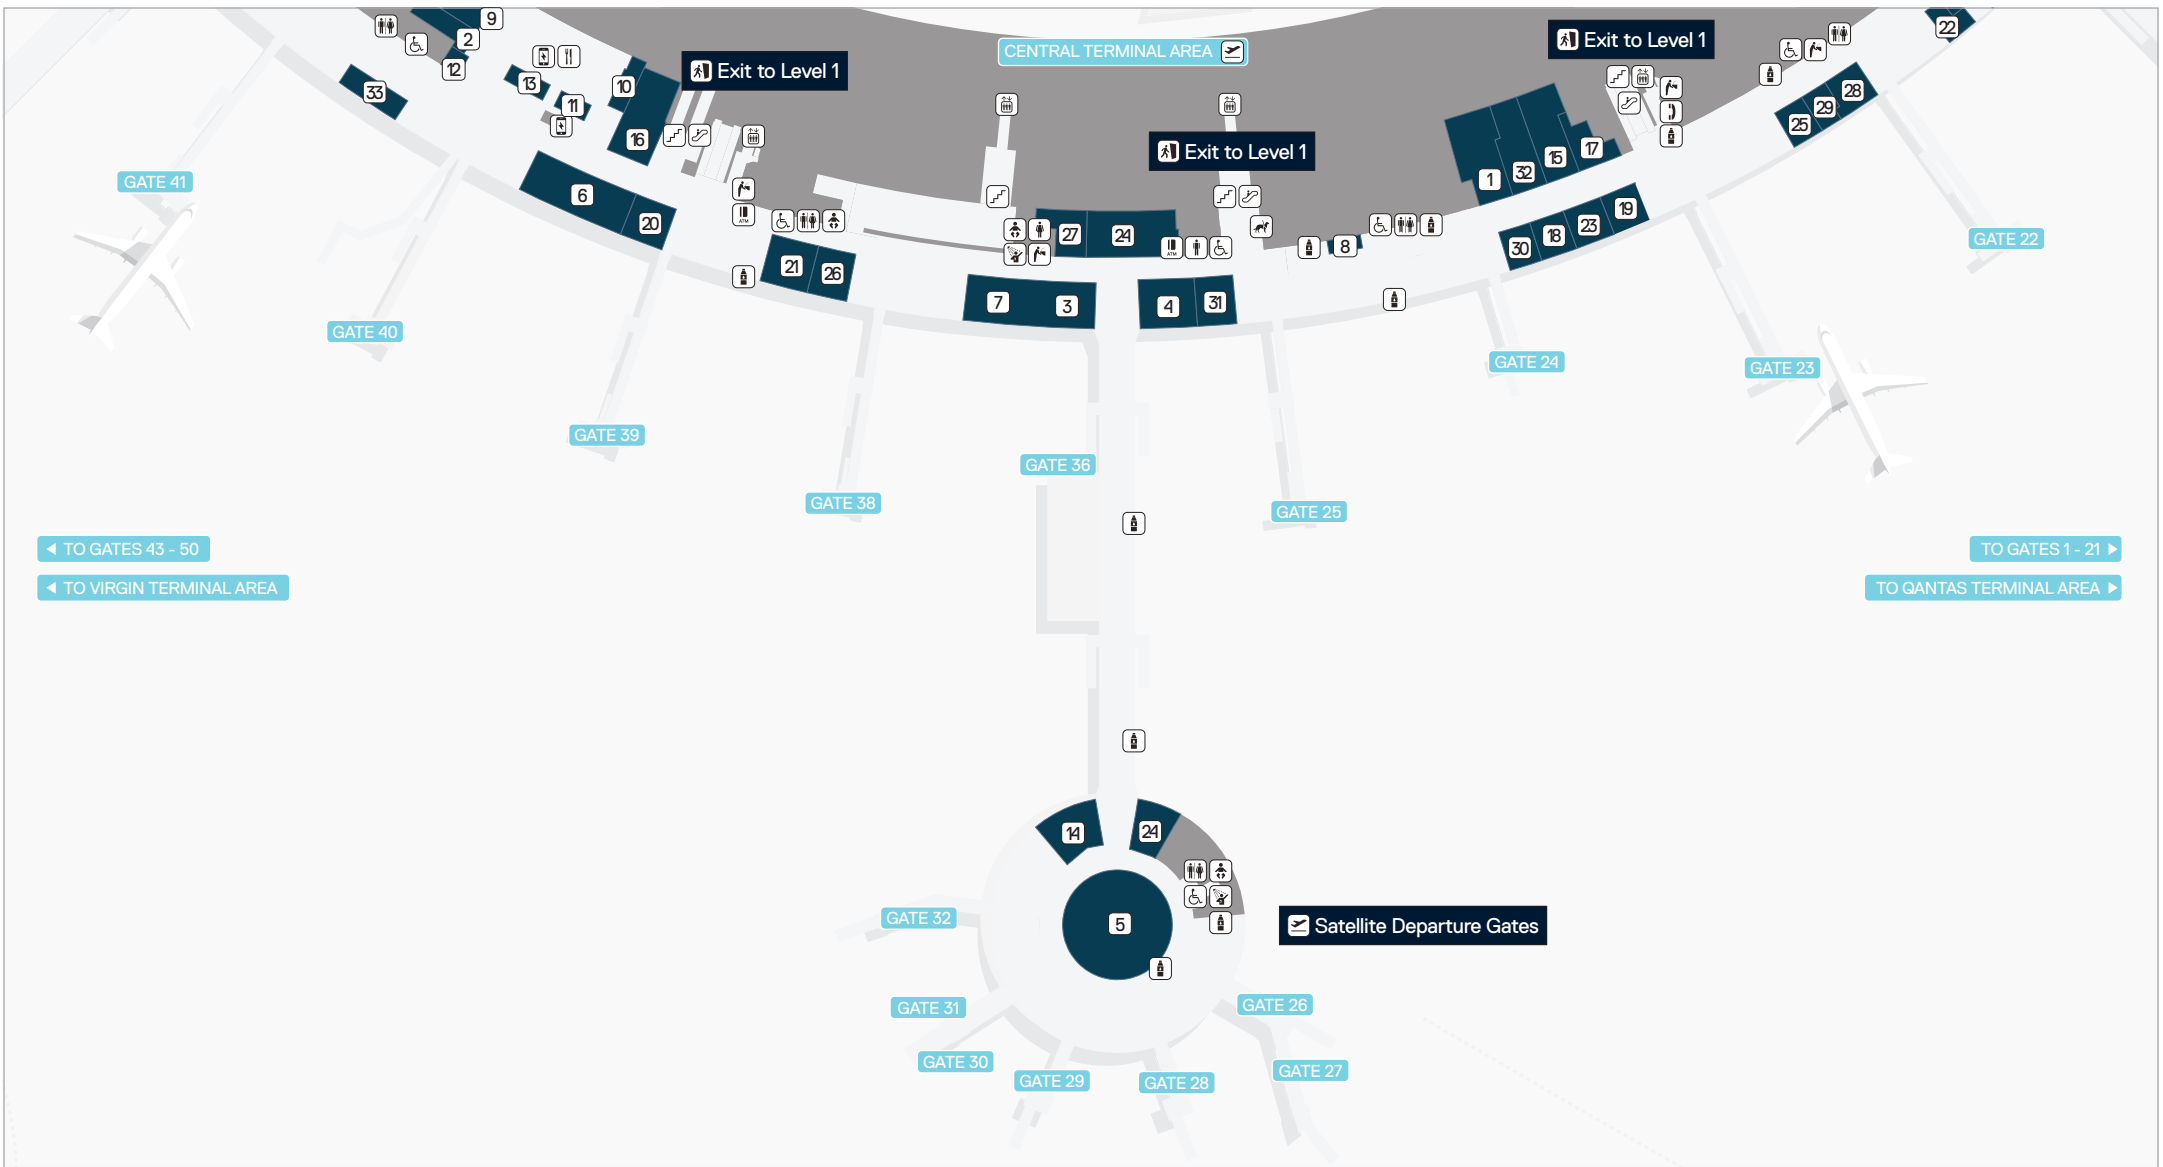 9
2
12
33
13
11
10
16
Exit to Level 1
CENTRAL TERMINAL AREA
Exit to Level 1
22
28
29
25
Exit to Level 1
17
15
32
1
19
23
18
30
6
20
ATM
21
26
27
24
ATM
8
7
3
4
31
GATE 41
GATE 40
GATE 39
GATE 38
GATE 36
GATE 25
GATE 24
GATE 23
GATE 22
TO GATES 43 - 50
TO VIRGIN TERMINAL AREA
TO GATES 1 - 21
TO QANTAS TERMINAL AREA
14
24
5
Satellite Departure Gates
GATE 32
GATE 31
GATE 30
GATE 29
GATE 28
GATE 27
GATE 26